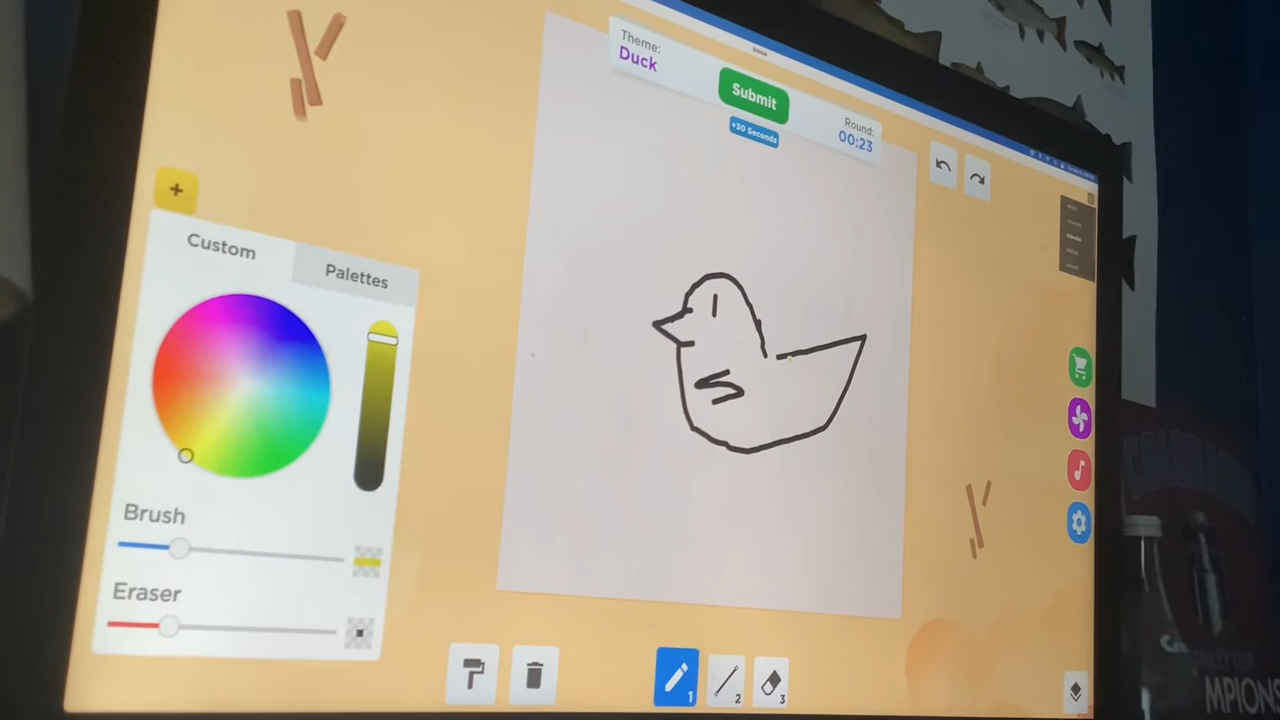 Theme:
Duck
Submit
+30 Seconds
Round:
00:23
+
Custom
Palettes
Brush
Eraser
1
2
3
MPIONS